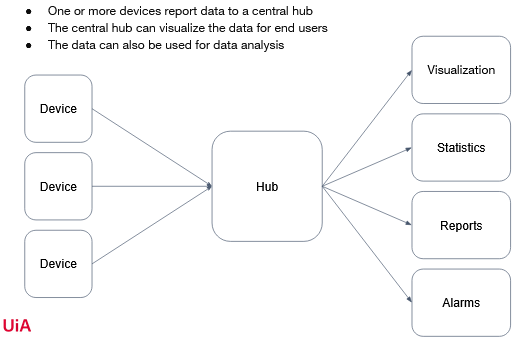 ● One or more devices report data to a central hub
● The central hub can visualize the data for end users
● The data can also be used for data analysis
Device
Device
Device
Hub
Visualization
Statistics
Reports
Alarms
UiA